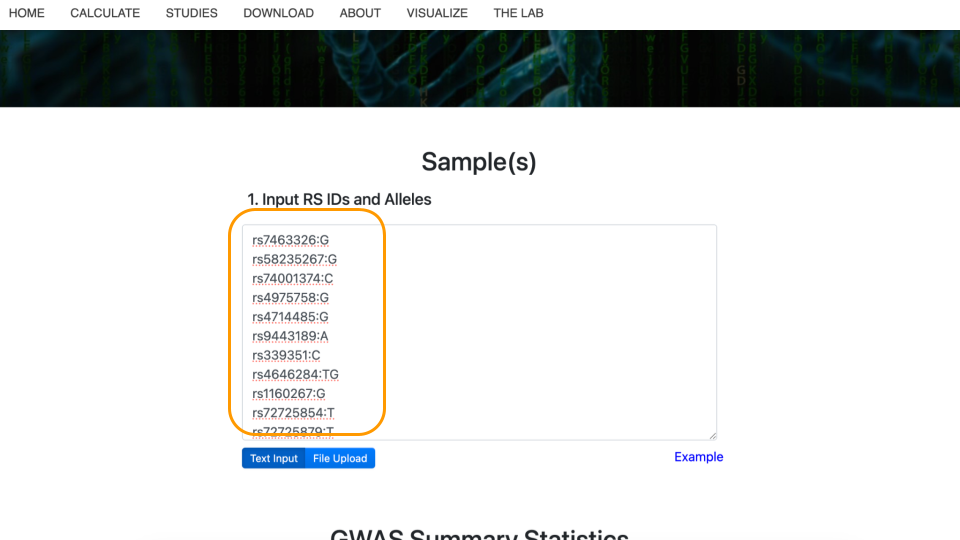 HOME CALCULATE STUDIES DOWNLOAD ABOUT VISUALIZE THE LAB
Sample(s)
1. Input RS IDs and Alleles
rs7463326:G
rs58235267:G
rs74001374:C
rs4975758:G
rs4714485:G
rs9443189:A
rs339351:C
rs4646284:TG
rs1160267:G
rs72725854:T
rs72725879:T
Text Input File Upload Example
GWAS Summary Statistics